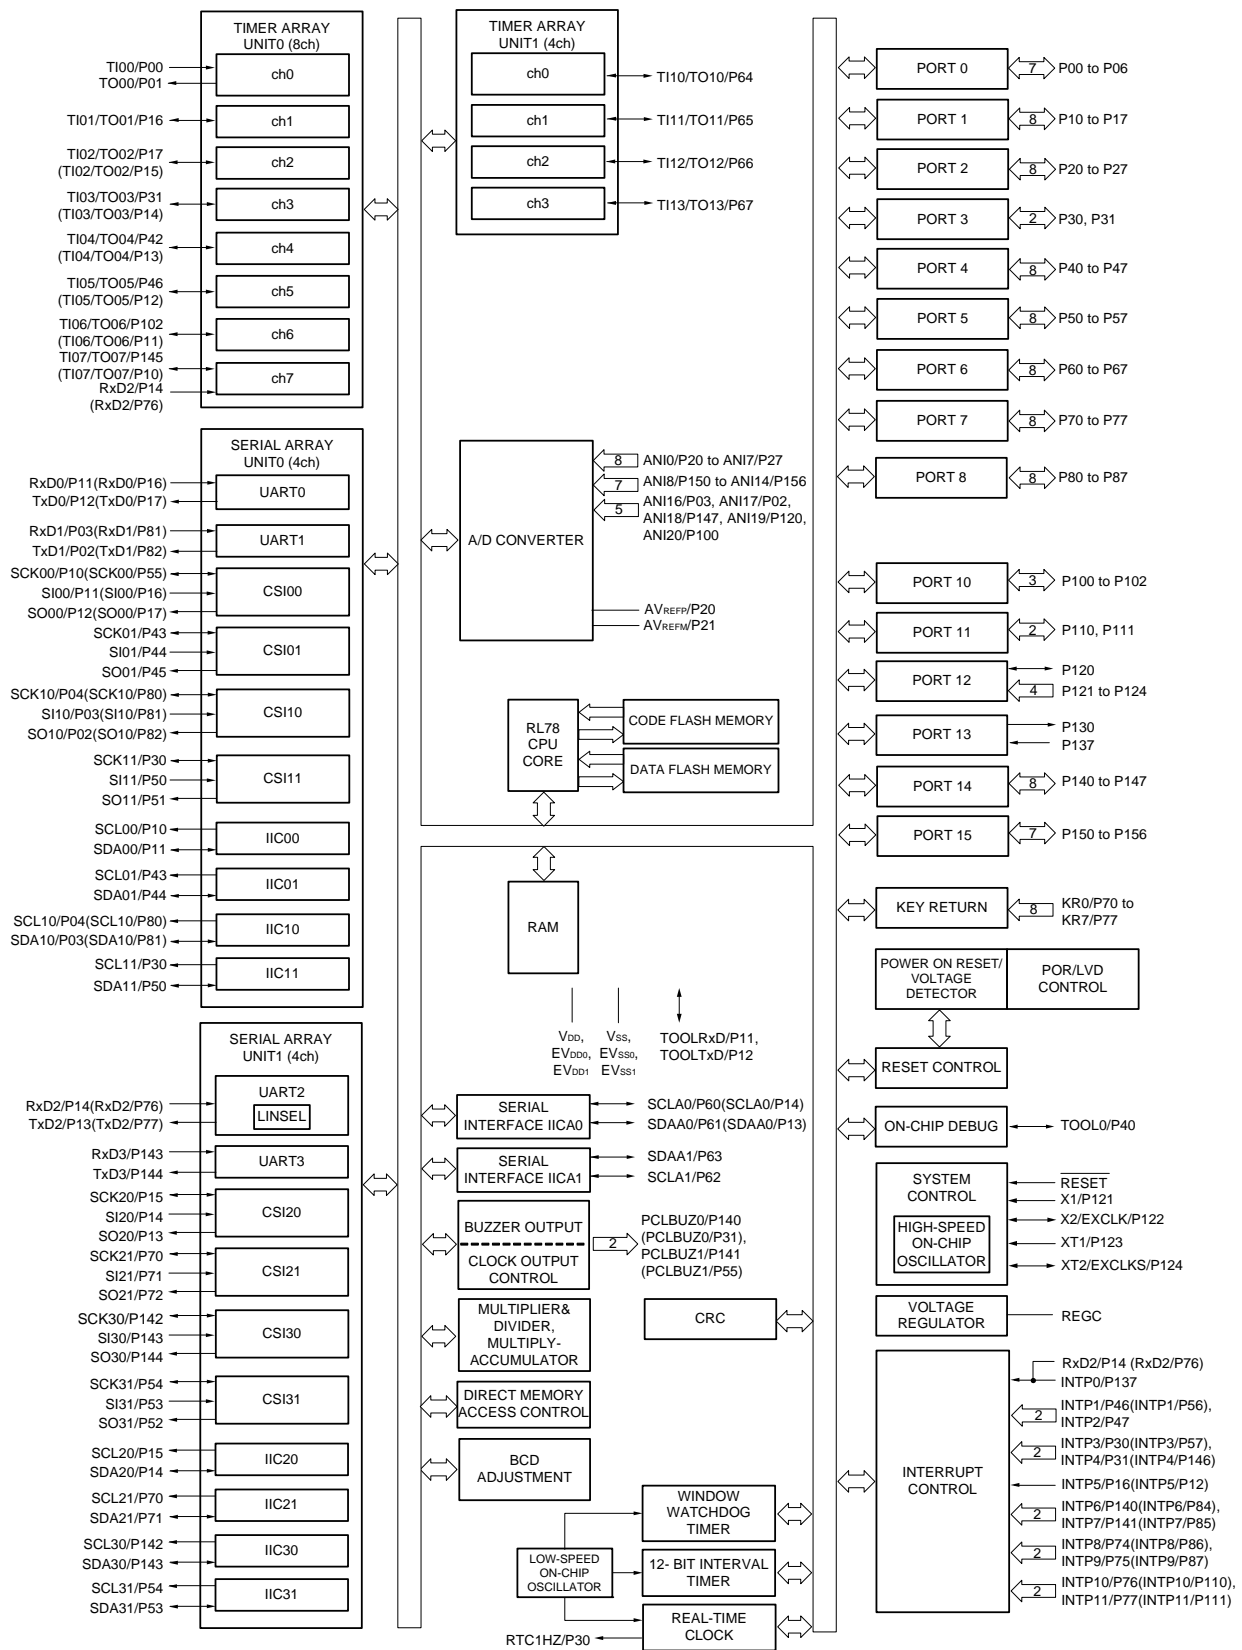 TIMER ARRAY
UNIT0 (8ch)
TI00/P00
TO00/P01
ch0
TI01/TO01/P16
ch1
TI02/TO02/P17
(TI02/TO02/P15)
ch2
TI03/TO03/P31
(TI03/TO03/P14)
ch3
TI04/TO04/P42
(TI04/TO04/P13)
ch4
TI05/TO05/P46
(TI05/TO05/P12)
ch5
TI06/TO06/P102
(TI06/TO06/P11)
ch6
TI07/TO07/P145
(TI07/TO07/P10)
RxD2/P14
(RxD2/P76)
ch7
SERIAL ARRAY
UNIT0 (4ch)
RxD0/P11(RxD0/P16)
TxD0/P12(TxD0/P17)
UART0
RxD1/P03(RxD1/P81)
TxD1/P02(TxD1/P82)
UART1
SCK00/P10(SCK00/P55)
SI00/P11(SI00/P16)
SO00/P12(SO00/P17)
CSI00
SCK01/P43
SI01/P44
SO01/P45
CSI01
SCK10/P04(SCK10/P80)
SI10/P03(SI10/P81)
SO10/P02(SO10/P82)
CSI10
SCK11/P30
SI11/P50
SO11/P51
CSI11
SCL00/P10
SDA00/P11
IIC00
SCL01/P43
SDA01/P44
IIC01
SCL10/P04(SCL10/P80)
SDA10/P03(SDA10/P81)
IIC10
SCL11/P30
SDA11/P50
IIC11
SERIAL ARRAY
UNIT1 (4ch)
RxD2/P14(RxD2/P76)
TxD2/P13(TxD2/P77)
UART2
LINSEL
RxD3/P143
TxD3/P144
UART3
SCK20/P15
SI20/P14
SO20/P13
CSI20
SCK21/P70
SI21/P71
SO21/P72
CSI21
SCK30/P142
SI30/P143
SO30/P144
CSI30
SCK31/P54
SI31/P53
SO31/P52
CSI31
SCL20/P15
SDA20/P14
IIC20
SCL21/P70
SDA21/P71
IIC21
SCL30/P142
SDA30/P143
IIC30
SCL31/P54
SDA31/P53
IIC31
TIMER ARRAY
UNIT1 (4ch)
ch0
TI10/TO10/P64
ch1
TI11/TO11/P65
ch2
TI12/TO12/P66
ch3
TI13/TO13/P67
A/D CONVERTER
8 ANI0/P20 to ANI7/P27
7 ANI8/P150 to ANI14/P156
5 ANI16/P03, ANI17/P02,
ANI18/P147, ANI19/P120,
ANI20/P100
AVREFP/P20
AVREFM/P21
RL78
CPU
CORE
CODE FLASH MEMORY
DATA FLASH MEMORY
RAM
VDD,
EVDD0,
EVDD1
VSS,
EVSS0,
EVSS1
TOOLRxD/P11,
TOOLTxD/P12
SERIAL
INTERFACE IICA0
SCLA0/P60(SCLA0/P14)
SDAA0/P61(SDAA0/P13)
SERIAL
INTERFACE IICA1
SDAA1/P63
SCLA1/P62
BUZZER OUTPUT
CLOCK OUTPUT
CONTROL
2
PCLBUZ0/P140
(PCLBUZ0/P31),
PCLBUZ1/P141
(PCLBUZ1/P55)
MULTIPLIER&
DIVIDER,
MULTIPLY-
ACCUMULATOR
CRC
DIRECT MEMORY
ACCESS CONTROL
BCD
ADJUSTMENT
WINDOW
WATCHDOG
TIMER
LOW-SPEED
ON-CHIP
OSCILLATOR
12- BIT INTERVAL
TIMER
REAL-TIME
CLOCK
RTC1HZ/P30
PORT 0
7 P00 to P06
PORT 1
8 P10 to P17
PORT 2
8 P20 to P27
PORT 3
2 P30, P31
PORT 4
8 P40 to P47
PORT 5
8 P50 to P57
PORT 6
8 P60 to P67
PORT 7
8 P70 to P77
PORT 8
8 P80 to P87
PORT 10
3 P100 to P102
PORT 11
2 P110, P111
PORT 12
P120
4 P121 to P124
PORT 13
P130
P137
PORT 14
8 P140 to P147
PORT 15
7 P150 to P156
KEY RETURN
8 KR0/P70 to
KR7/P77
POWER ON RESET/
VOLTAGE
DETECTOR
POR/LVD
CONTROL
RESET CONTROL
ON-CHIP DEBUG
TOOL0/P40
SYSTEM
CONTROL
HIGH-SPEED
ON-CHIP
OSCILLATOR
RESET
X1/P121
X2/EXCLK/P122
XT1/P123
XT2/EXCLKS/P124
VOLTAGE
REGULATOR
REGC
INTERRUPT
CONTROL
RxD2/P14 (RxD2/P76)
INTP0/P137
2 INTP1/P46(INTP1/P56),
INTP2/P47
2 INTP3/P30(INTP3/P57),
INTP4/P31(INTP4/P146)
INTP5/P16(INTP5/P12)
2 INTP6/P140(INTP6/P84),
INTP7/P141(INTP7/P85)
2 INTP8/P74(INTP8/P86),
INTP9/P75(INTP9/P87)
2 INTP10/P76(INTP10/P110),
INTP11/P77(INTP11/P111)